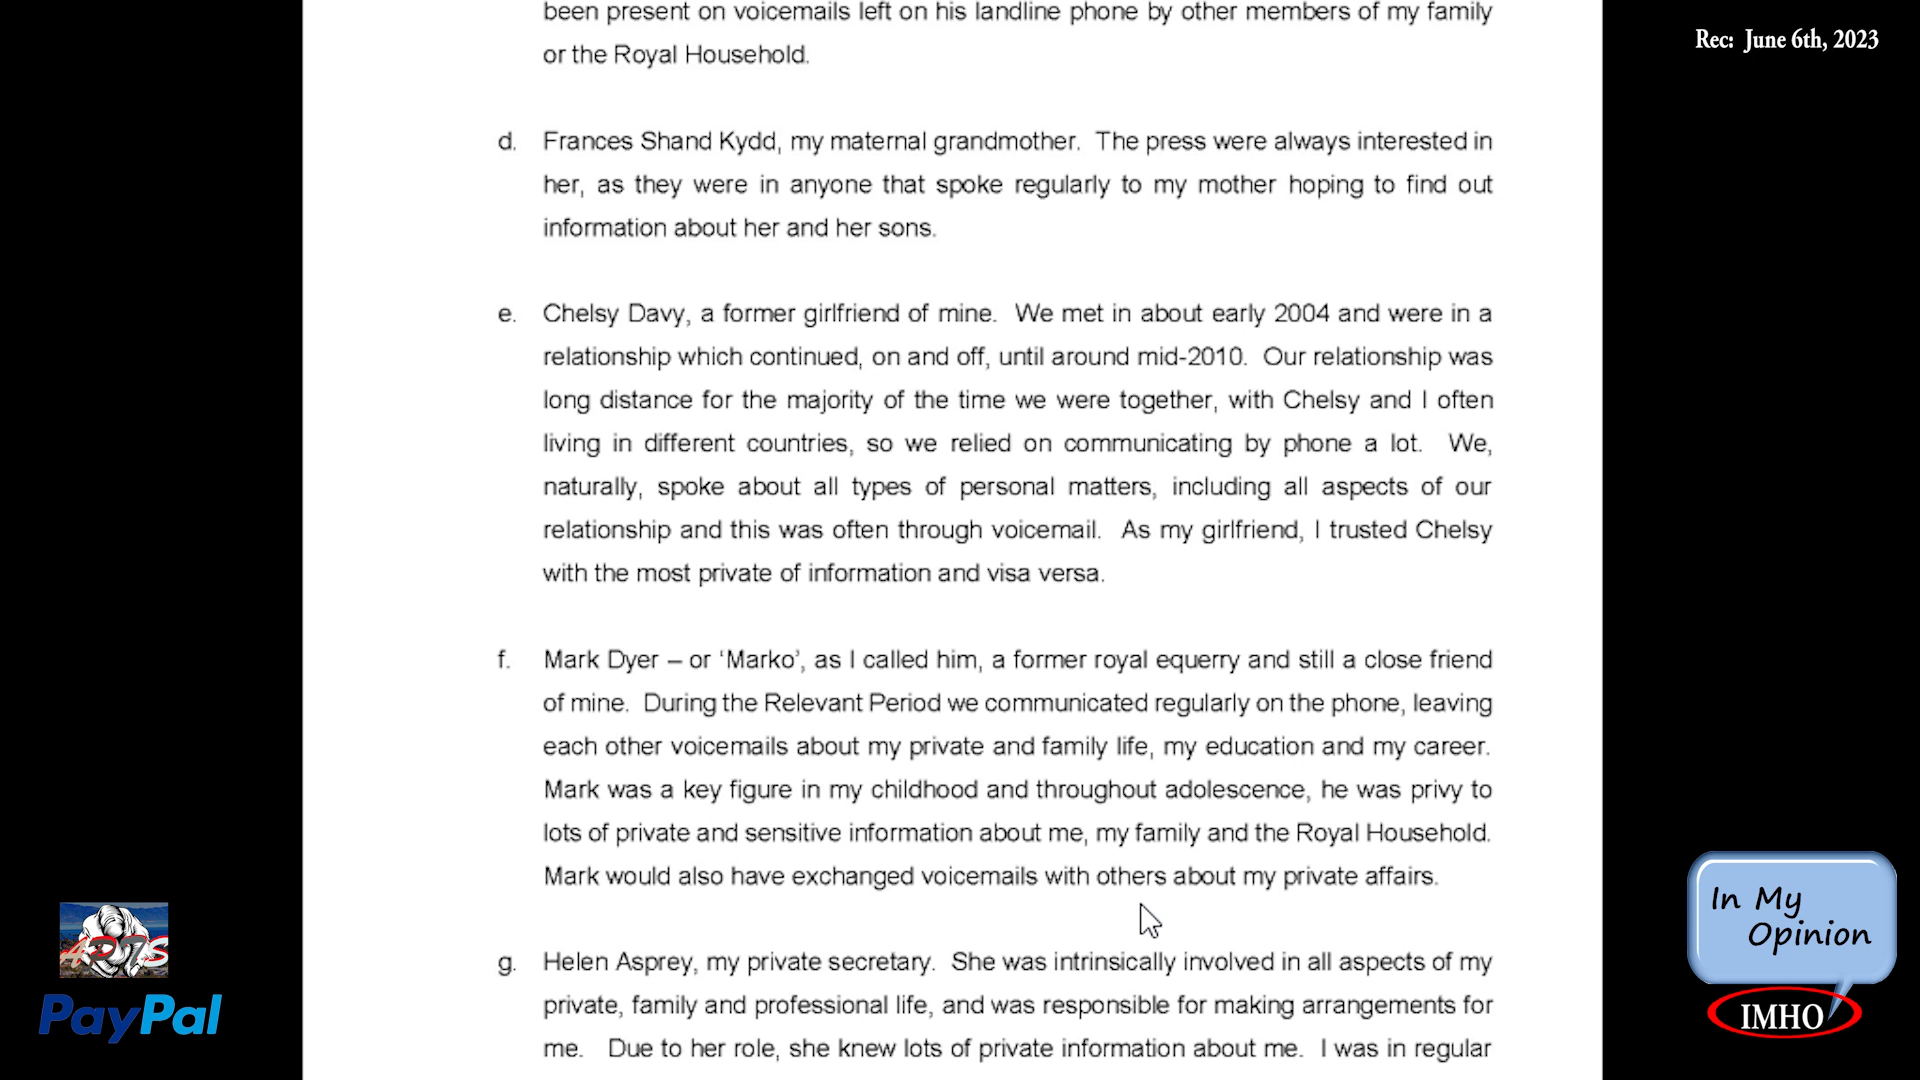 been present on voicemails left on his landline phone by other members of my family
or the Royal Household.
Rec: June 6th, 2023
d. Frances Shand Kydd, my maternal grandmother. The press were always interested in
her, as they were in anyone that spoke regularly to my mother hoping to find out
information about her and her sons.
e. Chelsy Davy, a former girlfriend of mine. We met in about early 2004 and were in a
relationship which continued, on and off, until around mid-2010. Our relationship was
long distance for the majority of the time we were together, with Chelsy and I often
living in different countries, so we relied on communicating by phone a lot. We,
naturally, spoke about all types of personal matters, including all aspects of our
relationship and this was often through voicemail. As my girlfriend, I trusted Chelsy
with the most private of information and visa versa.
f. Mark Dyer – or ‘Marko’, as I called him, a former royal equerry and still a close friend
of mine. During the Relevant Period we communicated regularly on the phone, leaving
each other voicemails about my private and family life, my education and my career.
Mark was a key figure in my childhood and throughout adolescence, he was privy to
lots of private and sensitive information about me, my family and the Royal Household.
Mark would also have exchanged voicemails with others about my private affairs.
g. Helen Asprey, my private secretary. She was intrinsically involved in all aspects of my
private, family and professional life, and was responsible for making arrangements for
me. Due to her role, she knew lots of private information about me. I was in regular
PayPal
In My
Opinion
IMHO